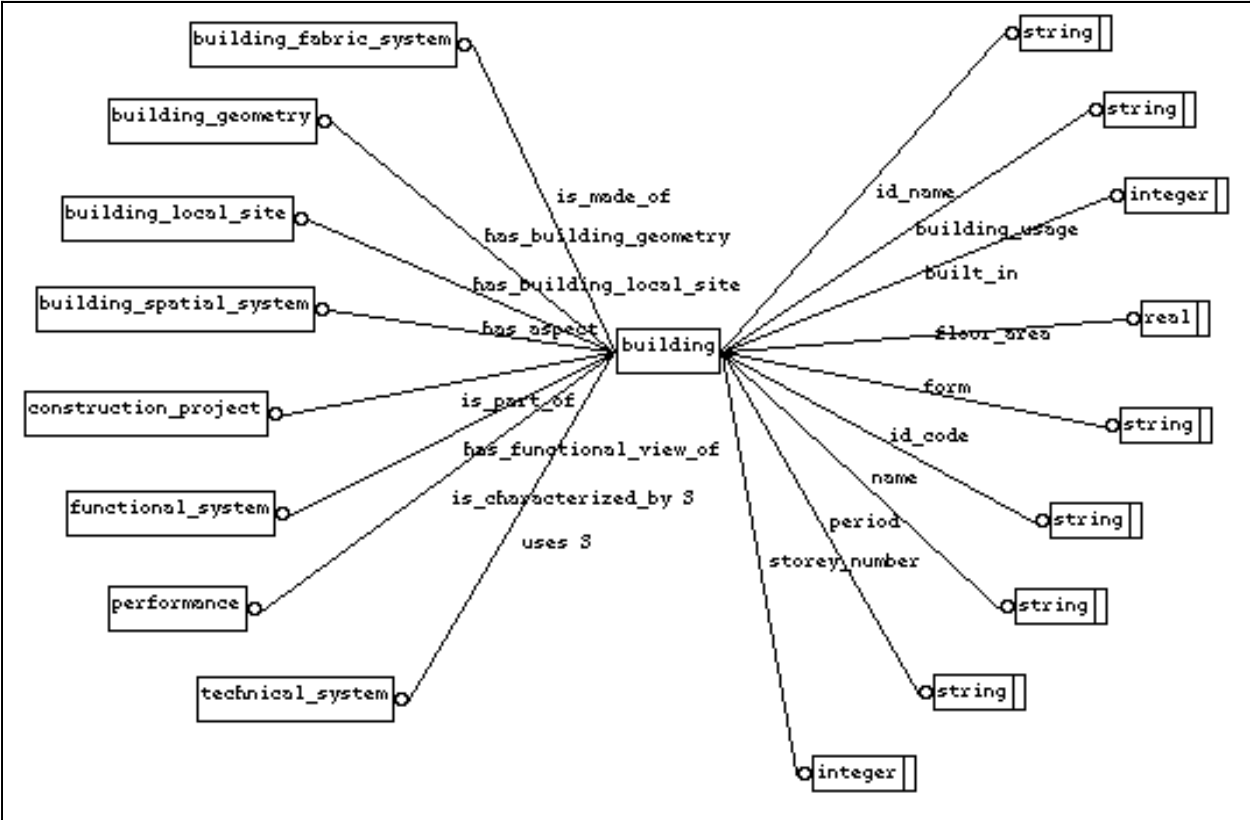 building_fabric_system
string
building_geometry
string
is_made_of
id_name
integer
building_local_site
has_building_geometry
building_usage
has_building_local_site
built_in
building_spatial_system
has_aspect
building
floor_area
real
form
construction_project
is_part_of
id_code
string
has_functional_view_of
name
functional_system
is_characterized_by S
period
string
uses S
storey_number
performance
string
technical_system
string
integer